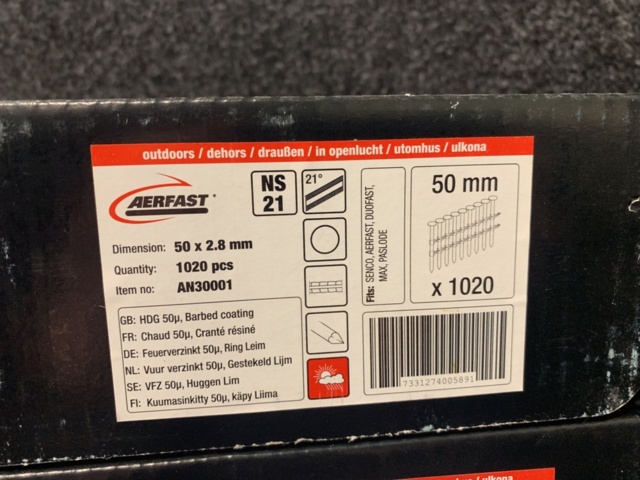 outdoors / dehors / draußen / in openlucht / utomhus / ulkona
AERFAST
NS
21
21°
Dimension: 50 x 2.8 mm
Quantity: 1020 pcs
Item no: AN30001
Fits: SENCO, AERFAST, DUOFAST,
MAX, PASLODE
50 mm
x 1020
GB: HDG 50µ, Barbed coating
FR: Chaud 50µ, Cranté résiné
DE: Feuerverzinkt 50µ, Ring Leim
NL: Vuur verzinkt 50µ, Gestekeld Lijm
SE: VFZ 50µ, Huggen Lim
FI: Kuumasinkitty 50µ, käpy Liima
7331274005891
utomhus / ulkona